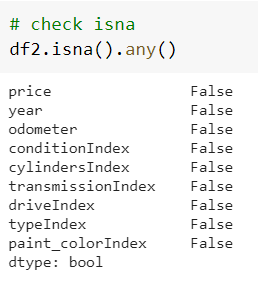 # check isna
df2.isna().any()
price False
year False
odometer False
conditionIndex False
cylindersIndex False
transmissionIndex False
driveIndex False
typeIndex False
paint_colorIndex False
dtype: bool